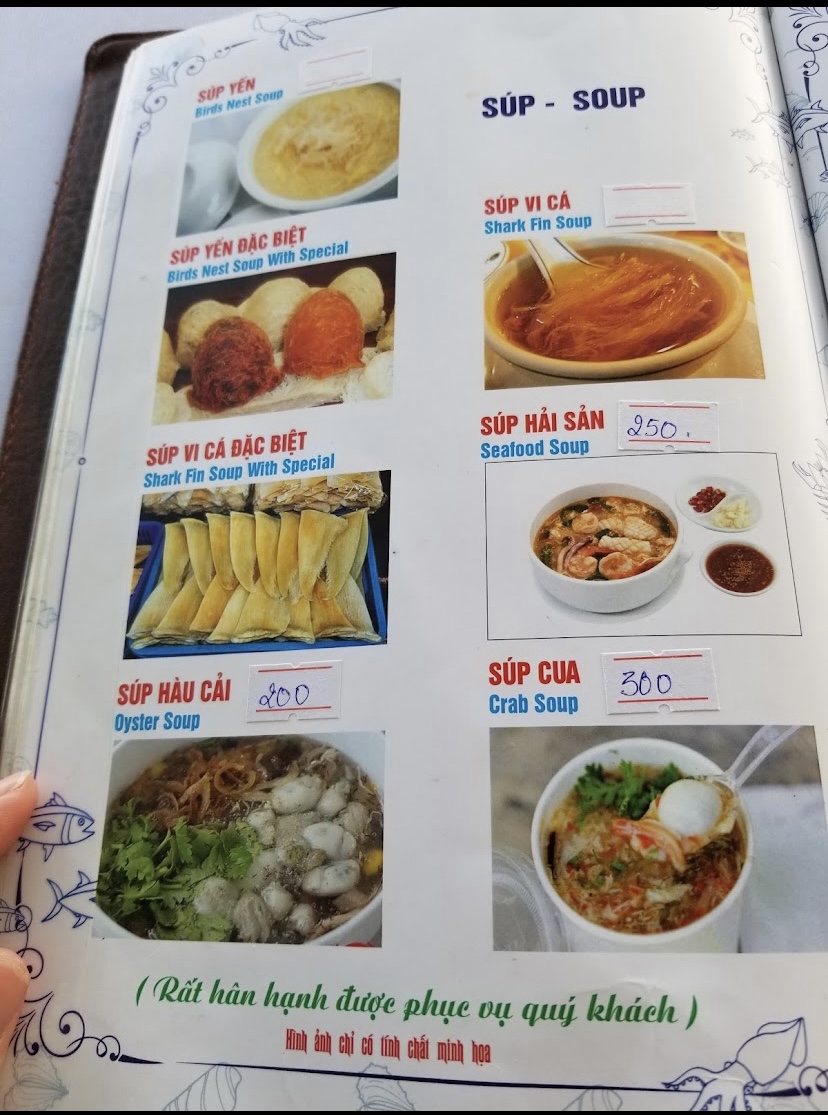 SÚP YẾN
Birds Nest Soup
SÚP - SOUP
SÚP VI CÁ
Shark Fin Soup
SÚP YẾN ĐẶC BIỆT
Birds Nest Soup With Special
SÚP HẢI SẢN
250.
Seafood Soup
SÚP VI CÁ ĐẶC BIỆT
Shark Fin Soup With Special
SÚP HÀU CẢI
200
Oyster Soup
SÚP CUA
300
Crab Soup
( Rất hân hạnh được phục vụ quý khách )
Hình ảnh chỉ có tính chất minh họa